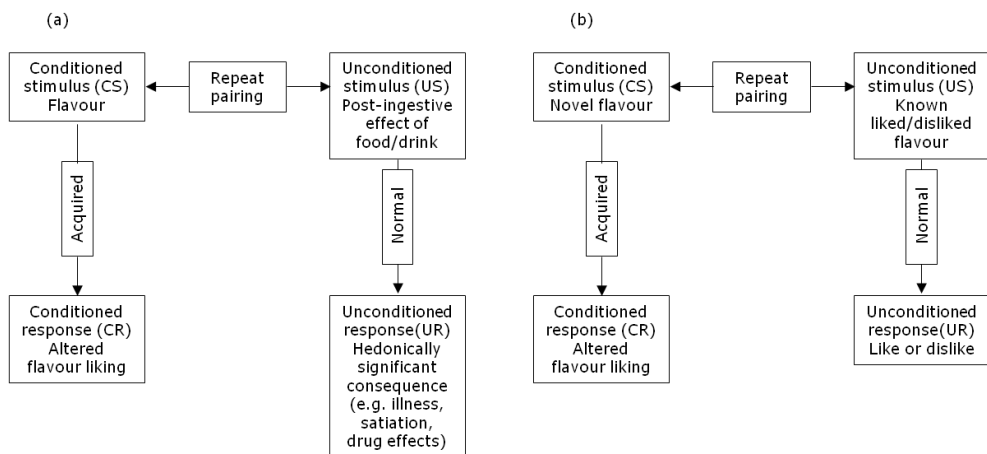 (a)
Conditioned
stimulus (CS)
Flavour
Repeat
pairing
Unconditioned
stimulus (US)
Post-ingestive
effect of
food/drink
Acquired
Normal
Conditioned
response (CR)
Altered
flavour liking
Unconditioned
response(UR)
Hedonically
significant
consequence
(e.g. illness,
satiation,
drug effects)
(b)
Conditioned
stimulus (CS)
Novel flavour
Repeat
pairing
Unconditioned
stimulus (US)
Known
liked/disliked
flavour
Acquired
Normal
Conditioned
response (CR)
Altered
flavour liking
Unconditioned
response(UR)
Like or dislike